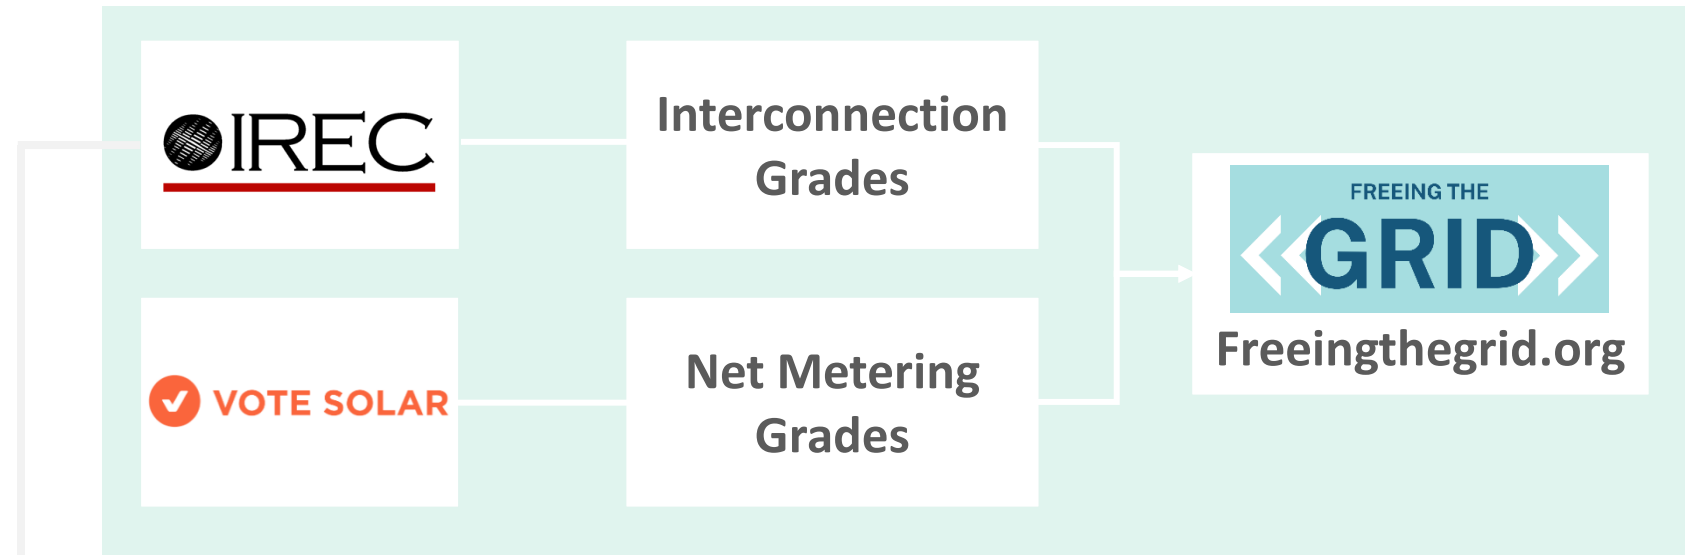 IREC
Interconnection
Grades
VOTE SOLAR
Net Metering
Grades
FREEING THE
GRID
Freeingthegrid.org